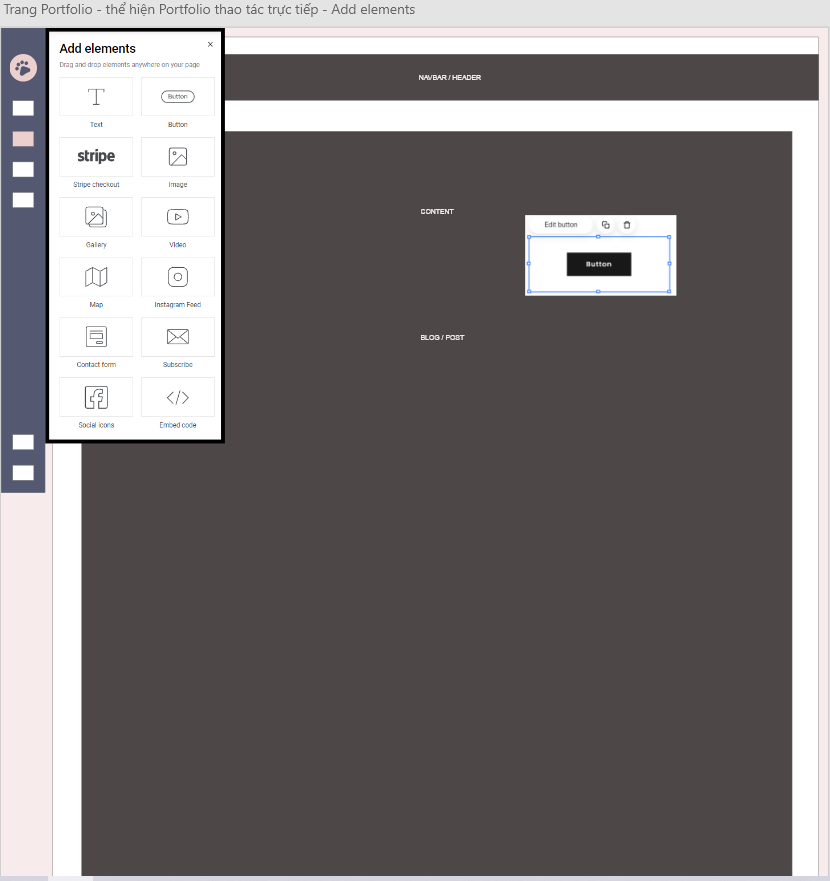 Trang Portfolio - thể hiện Portfolio thao tác trực tiếp - Add elements
Add elements
Drag and drop elements anywhere on your page
Text
Button
Button
stripe
Stripe checkout
Image
Gallery
Video
Map
Instagram Feed
Contact form
Subscribe
Social icons
Embed code
NAVBAR / HEADER
CONTENT
Edit button
Button
BLOG / POST